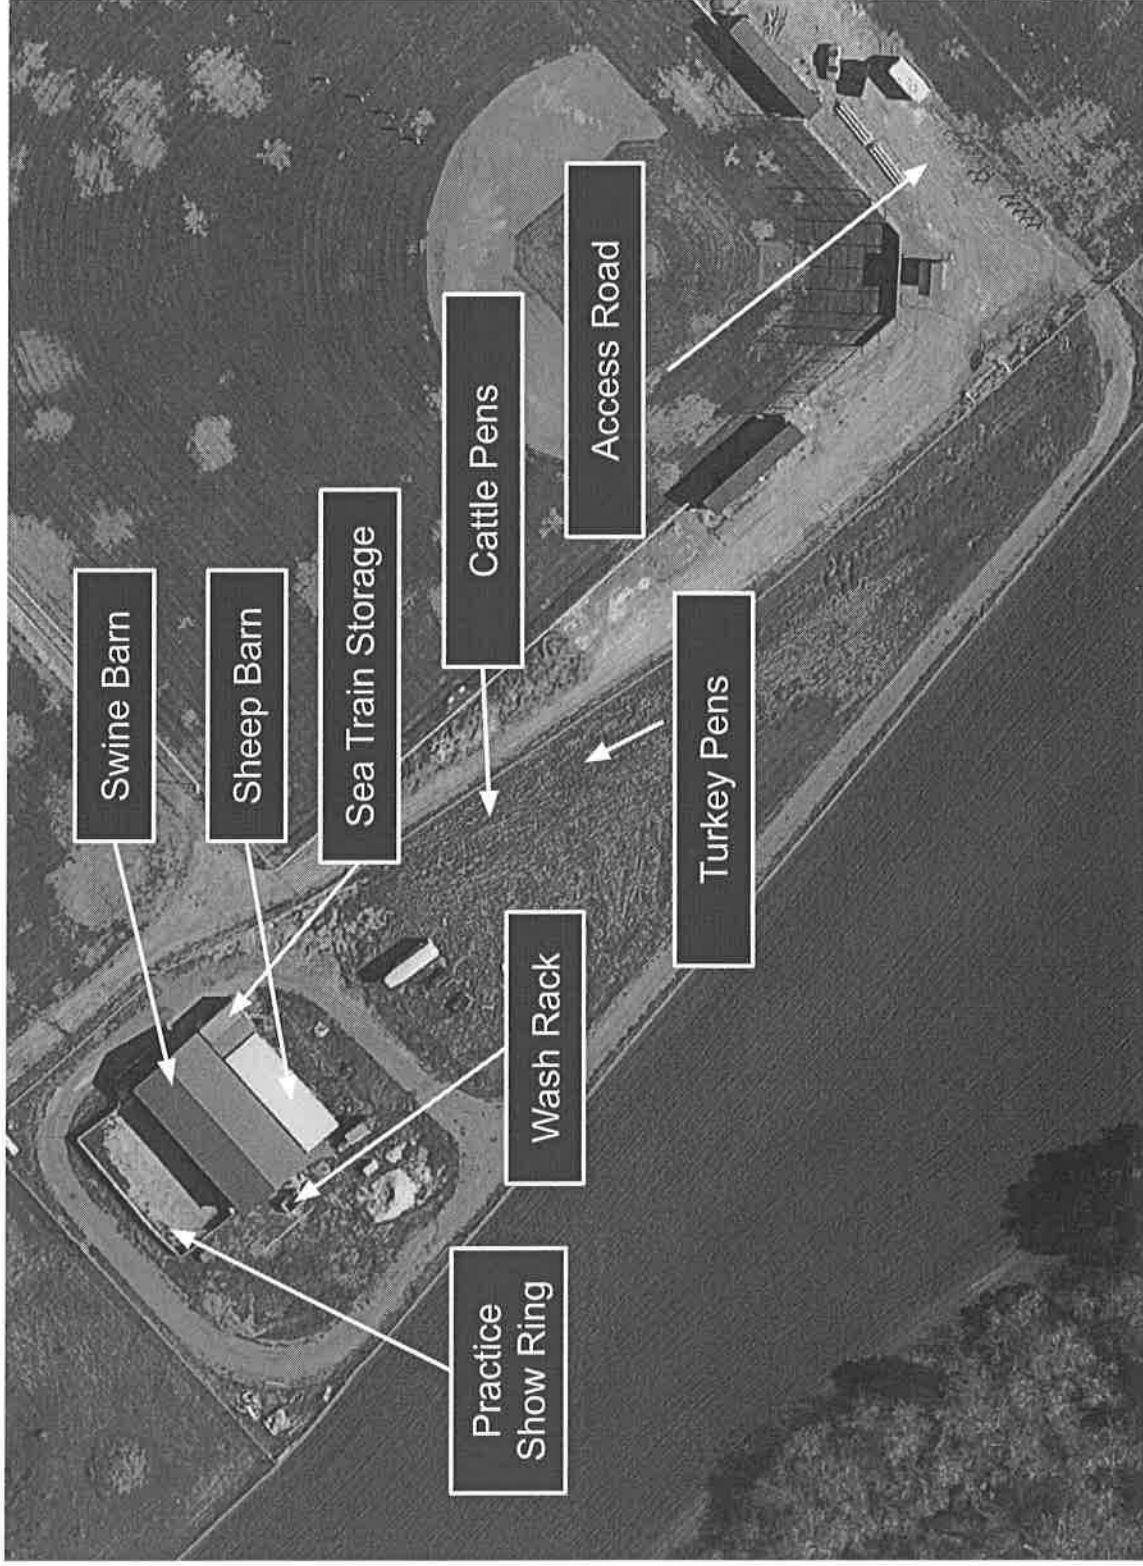 Swine Barn
Sheep Barn
Sea Train Storage
Cattle Pens
Practice
Show Ring
Wash Rack
Access Road
Turkey Pens